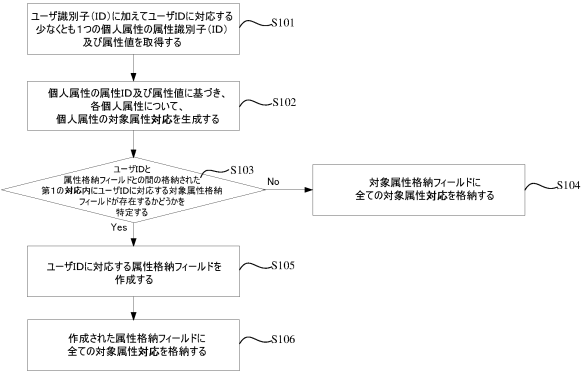 ユーザ識別子（ID）に加えてユーザIDに対応する
少なくとも１つの個人属性の属性識別子（ID）
及び属性値を取得する
S101
個人属性の属性ID及び属性値に基づき、
各個人属性について、
個人属性の対象属性対応を生成する
S102
ユーザIDと
属性格納フィールドとの間の格納された
第１の対応内にユーザIDに対応する対象属性格納
フィールドが存在するかどうかを
特定する
S103
No
対象属性格納フィールドに
全ての対象属性対応を格納する
S104
Yes
ユーザIDに対応する属性格納フィールドを
作成する
S105
作成された属性格納フィールドに
全ての対象属性対応を格納する
S106